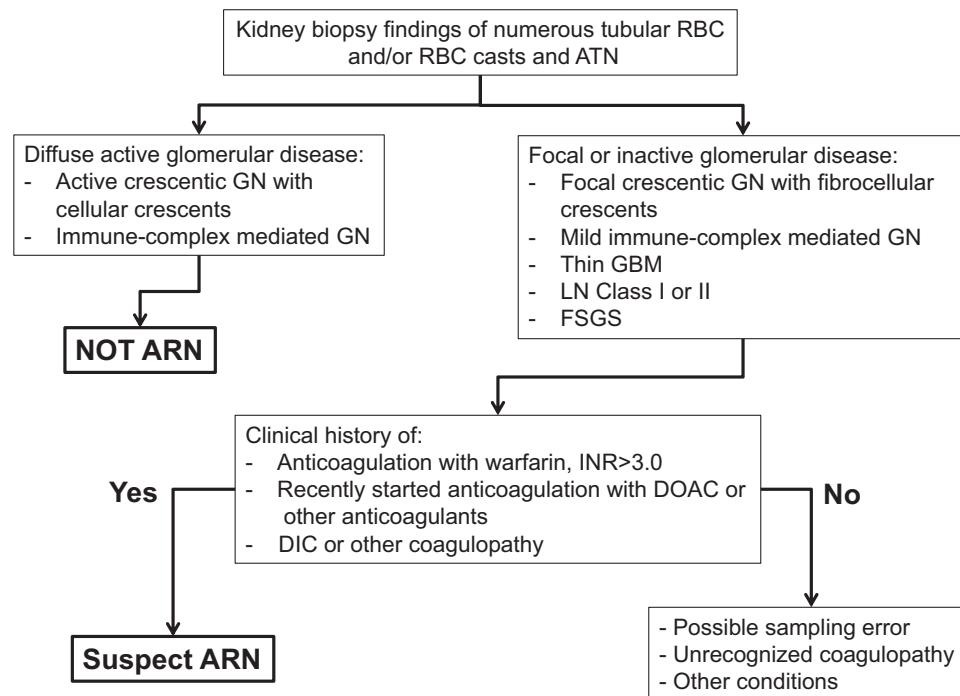 Kidney biopsy findings of numerous tubular RBC
and/or RBC casts and ATN
Diffuse active glomerular disease:
- Active crescentic GN with
cellular crescents
- Immune-complex mediated GN
Focal or inactive glomerular disease:
- Focal crescentic GN with fibrocellular
crescents
- Mild immune-complex mediated GN
- Thin GBM
- LN Class I or II
- FSGS
NOT ARN
Clinical history of:
- Anticoagulation with warfarin, INR>3.0
- Recently started anticoagulation with DOAC or
other anticoagulants
- DIC or other coagulopathy
Yes
No
Suspect ARN
- Possible sampling error
- Unrecognized coagulopathy
- Other conditions